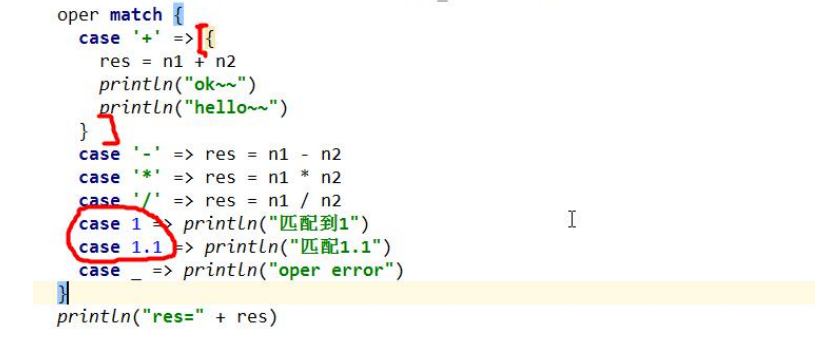 oper match {
case '+' => {
res = n1 + n2
println("ok~~")
println("hello~~")
}
case '-' => res = n1 - n2
case '*' => res = n1 * n2
case '/' => res = n1 / n2
case 1 => println("匹配到1")
case 1.1 => println("匹配1.1")
case _ => println("oper error")
}
println("res=" + res)